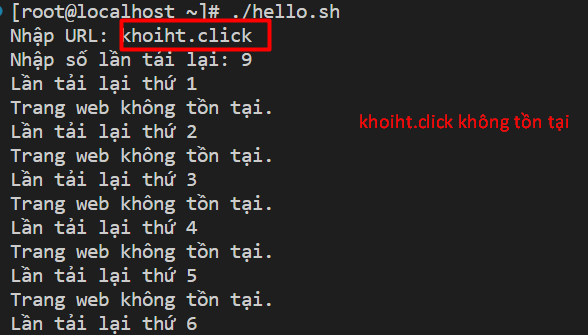 [root@localhost ~]# ./hello.sh
Nhập URL: khoiht.click
Nhập số lần tải lại: 9
Lần tải lại thứ 1
Trang web không tồn tại.
khoiht.click không tồn tại
Lần tải lại thứ 2
Trang web không tồn tại.
Lần tải lại thứ 3
Trang web không tồn tại.
Lần tải lại thứ 4
Trang web không tồn tại.
Lần tải lại thứ 5
Trang web không tồn tại.
Lần tải lại thứ 6